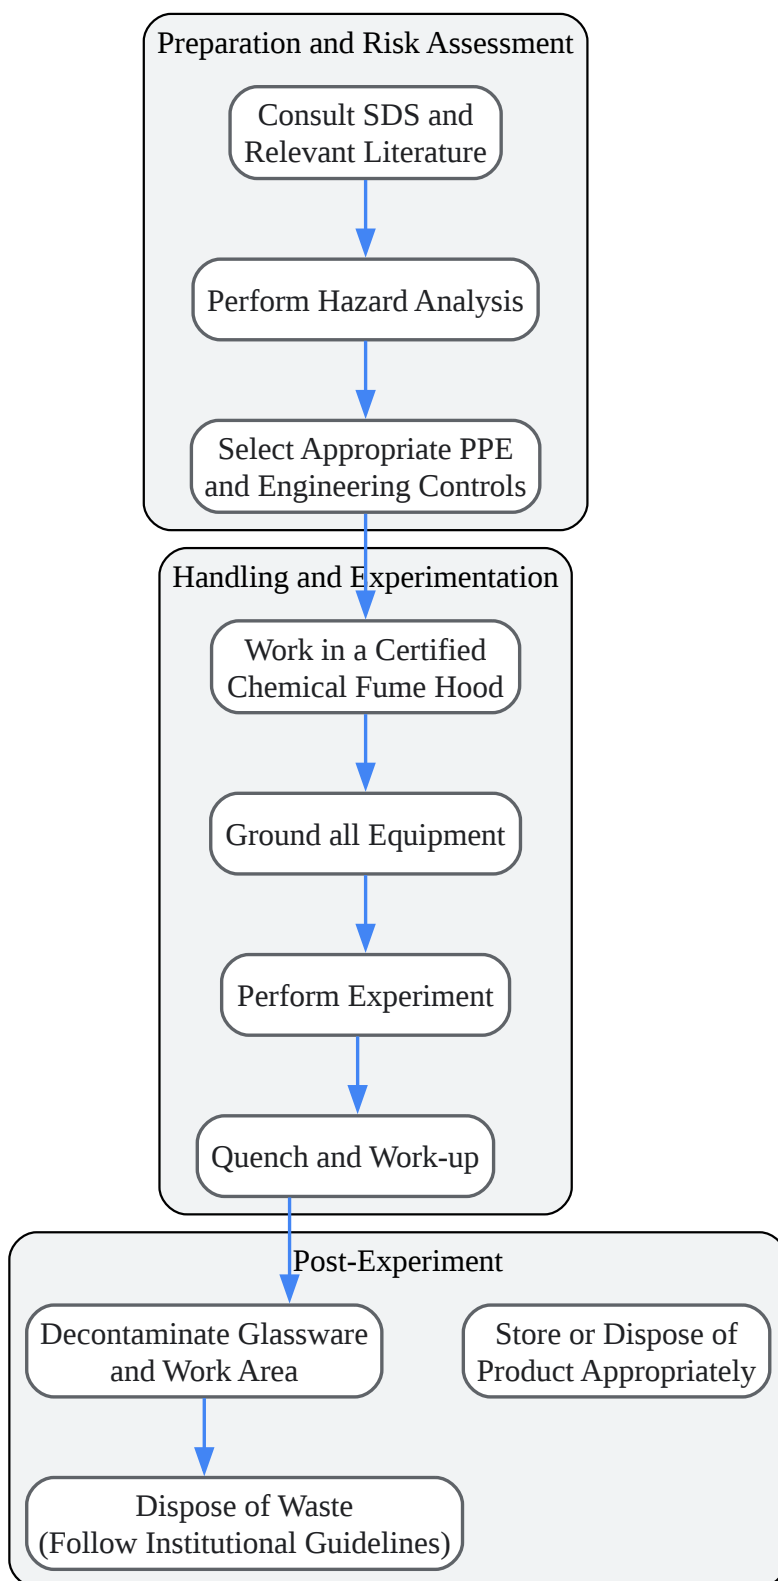 Preparation and Risk Assessment
Consult SDS and
Relevant Literature
Perform Hazard Analysis
Select Appropriate PPE
and Engineering Controls
Handling and Experimentation
Work in a Certified
Chemical Fume Hood
Ground all Equipment
Perform Experiment
Quench and Work-up
Post-Experiment
Decontaminate Glassware
and Work Area
Store or Dispose of
Product Appropriately
Dispose of Waste
(Follow Institutional Guidelines)